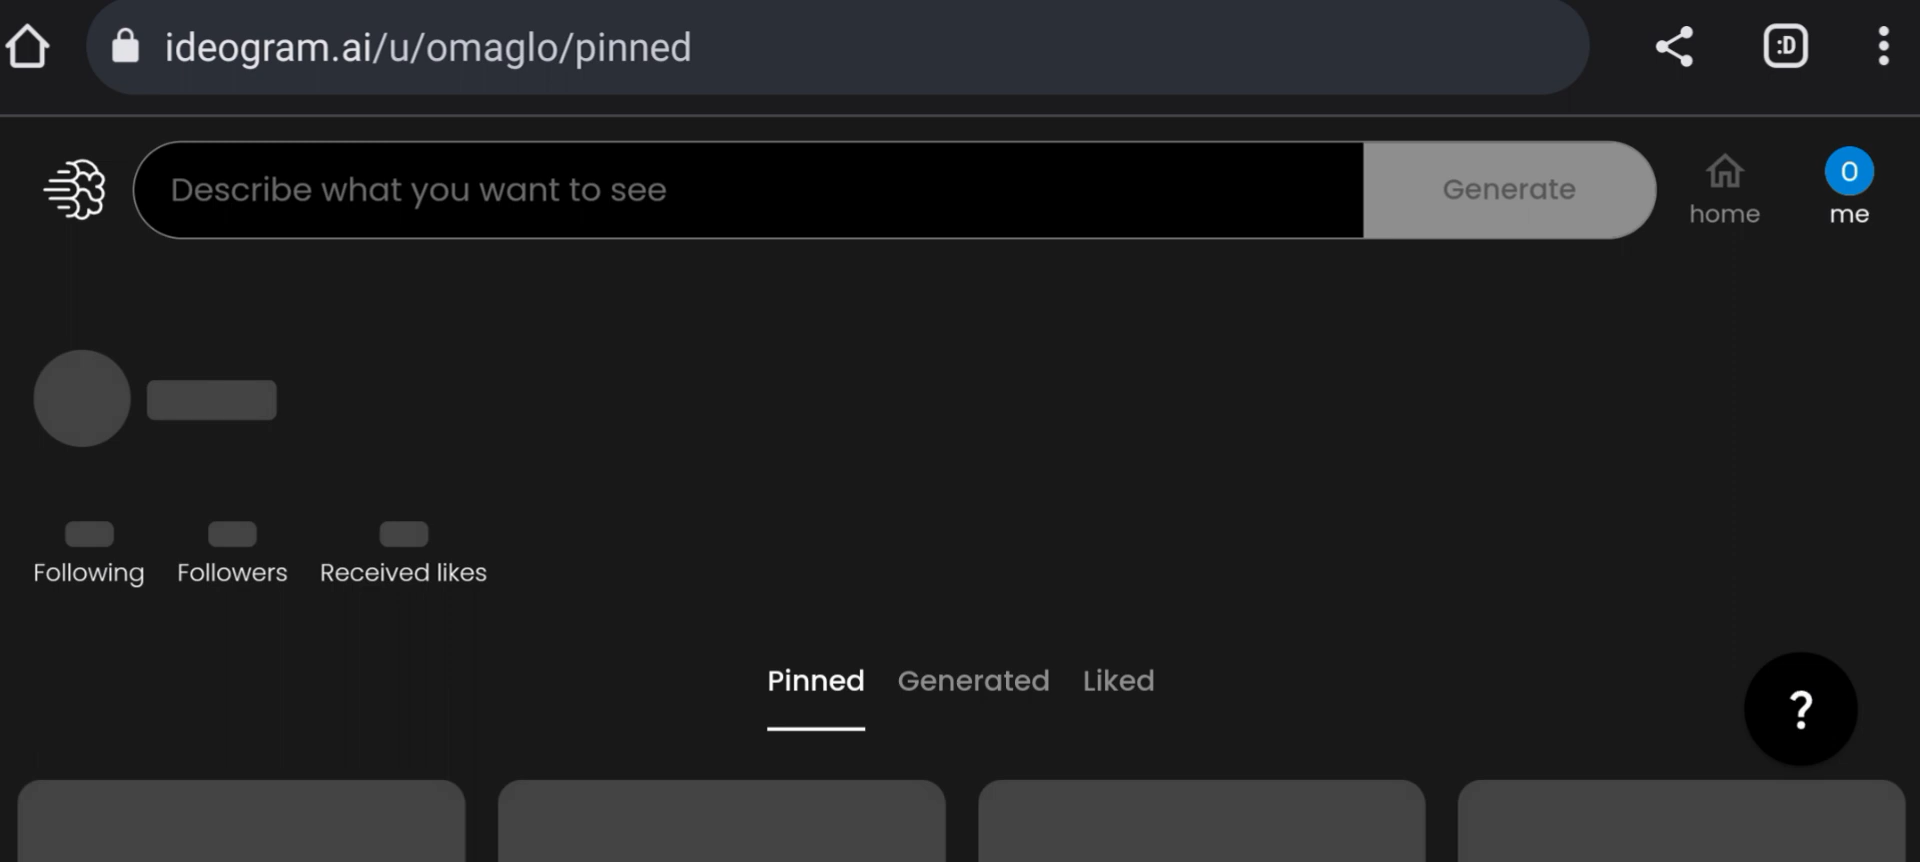 ideogram.ai/u/omaglo/pinned
:D
Describe what you want to see
Generate
home
O
me
Following
Followers
Received likes
Pinned
Generated
Liked
?